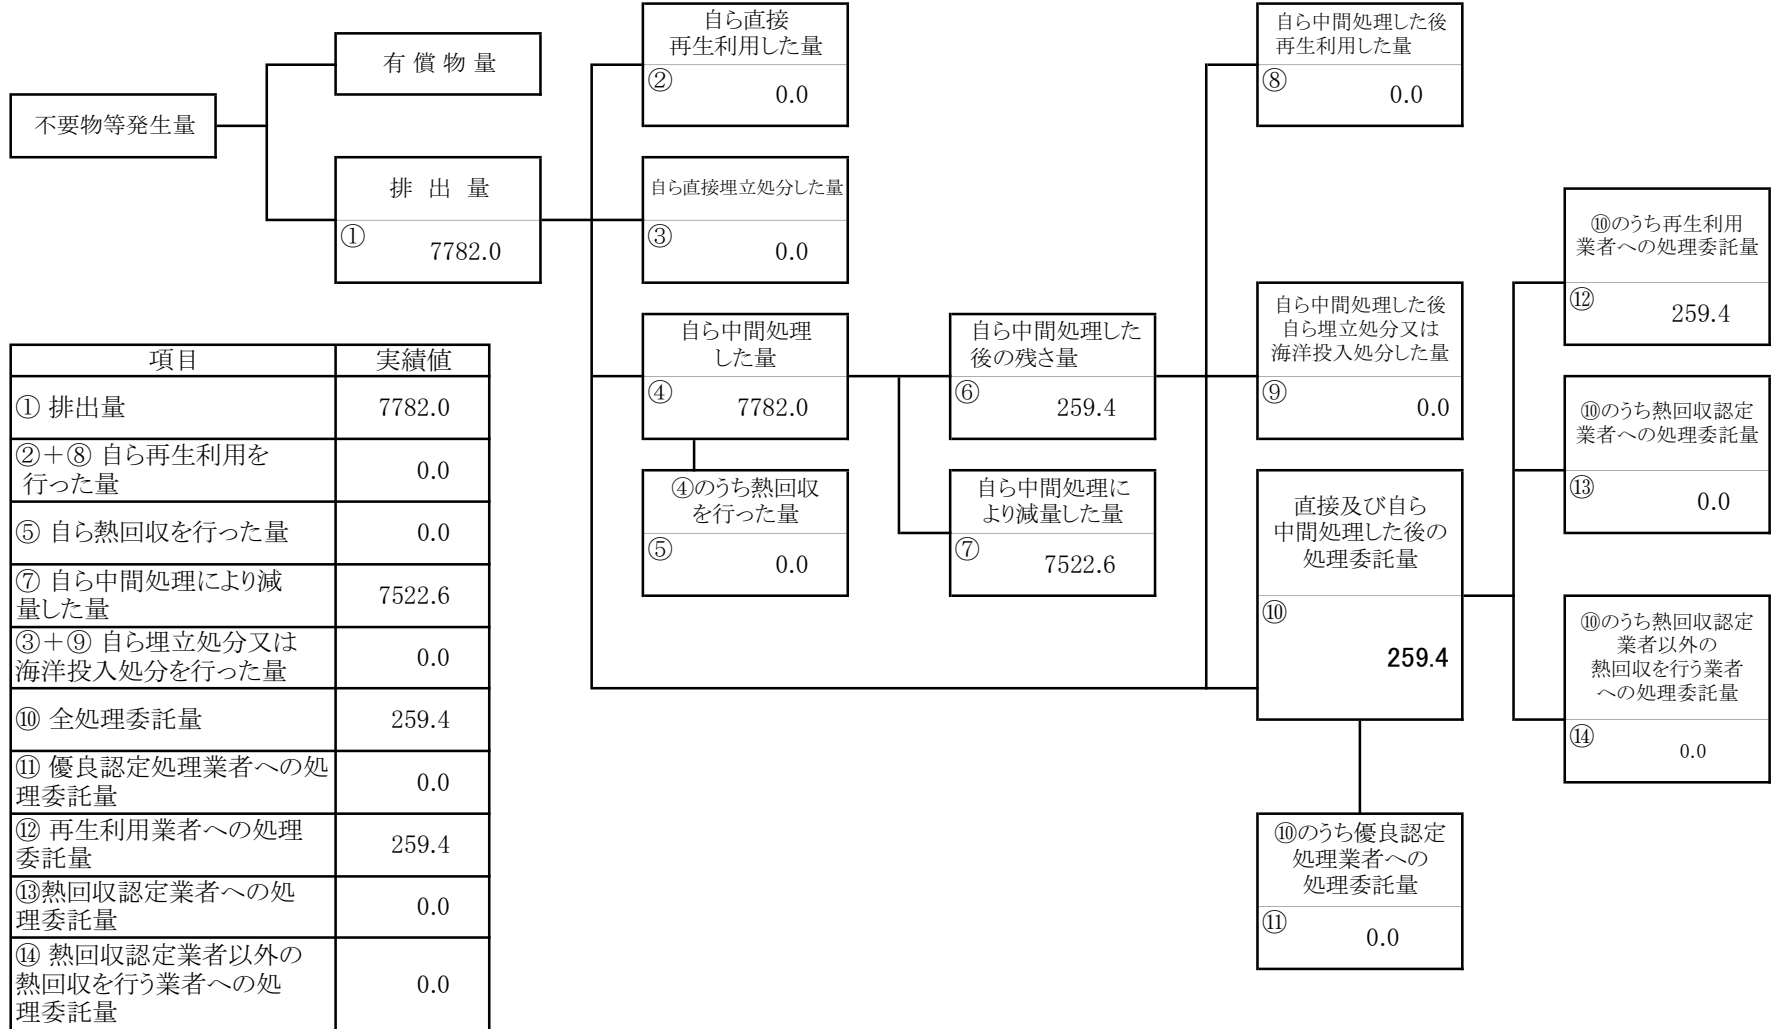 不要物等発生量
有 償 物 量
排 出 量
①
7782.0
自ら直接
再生利用した量
②
0.0
自ら直接埋立処分した量
③
0.0
自ら中間処理
した量
④
7782.0
④のうち熱回収
を行った量
⑤
0.0
自ら中間処理した
後の残さ量
⑥
259.4
自ら中間処理に
より減量した量
⑦
7522.6
自ら中間処理した後
再生利用した量
⑧
0.0
自ら中間処理した後
自ら埋立処分又は
海洋投入処分した量
⑨
0.0
直接及び自ら
中間処理した後の
処理委託量
⑩
259.4
⑩のうち優良認定
処理業者への
処理委託量
⑪
0.0
⑩のうち再生利用
業者への処理委託量
⑫
259.4
⑩のうち熱回収認定
業者への処理委託量
⑬
0.0
⑩のうち熱回収認定
業者以外の
熱回収を行う業者
への処理委託量
⑭
0.0
項目 実績値
① 排出量 7782.0
②+⑧ 自ら再生利用を
行った量 0.0
⑤ 自ら熱回収を行った量 0.0
⑦ 自ら中間処理により減
量した量 7522.6
③+⑨ 自ら埋立処分又は
海洋投入処分を行った量 0.0
⑩ 全処理委託量 259.4
⑪ 優良認定処理業者への処
理委託量 0.0
⑫ 再生利用業者への処理
委託量 259.4
⑬熱回収認定業者への処
理委託量 0.0
⑭ 熱回収認定業者以外の
熱回収を行う業者への処
理委託量 0.0